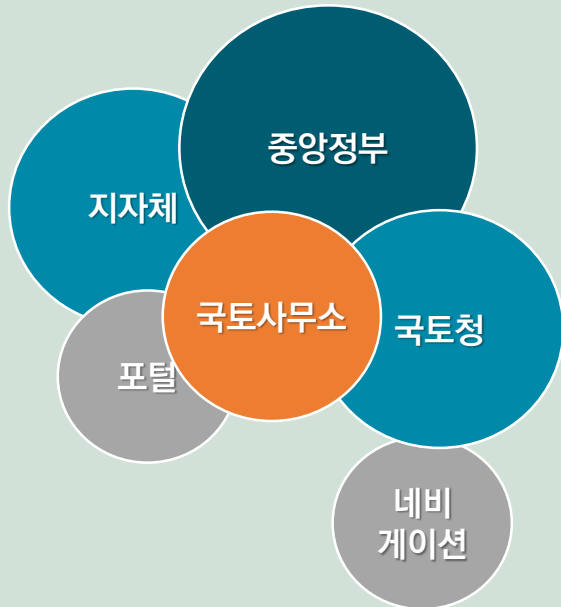 중앙정부
지자체
국토사무소
국토청
포털
네비
게이션